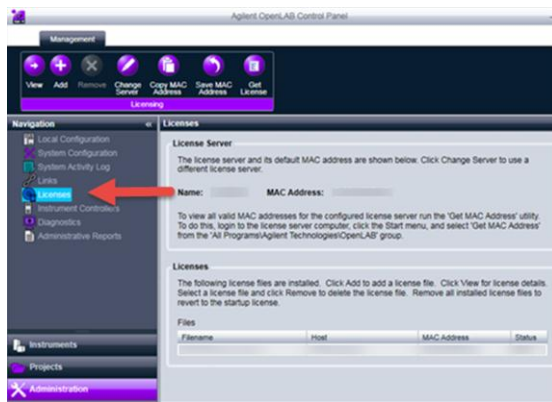 Agilent OpenLAB Control Panel
Management
View Add Remove Change Server Copy MAC Address Save MAC Address Get License
Licensing
Navigation «
Local Configuration
System Configuration
System Activity Log
Links
Licenses
Instrument Controllers
Diagnostics
Administrative Reports
Instruments
Projects
Administration
Licenses
License Server
The license server and its default MAC address are shown below. Click Change Server to use a
different license server.
Name: MAC Address:
To view all valid MAC addresses for the configured license server run the 'Get MAC Address' utility.
To do this, login to the license server computer, click the Start menu, and select 'Get MAC Address'
from the 'All Programs\Agilent Technologies\OpenLAB' group.
Licenses
The following license files are installed. Click Add to add a license file. Click View for license details.
Select a license file and click Remove to delete the license file. Remove all installed license files to
revert to the startup license.
Files
Filename Host MAC Address Status